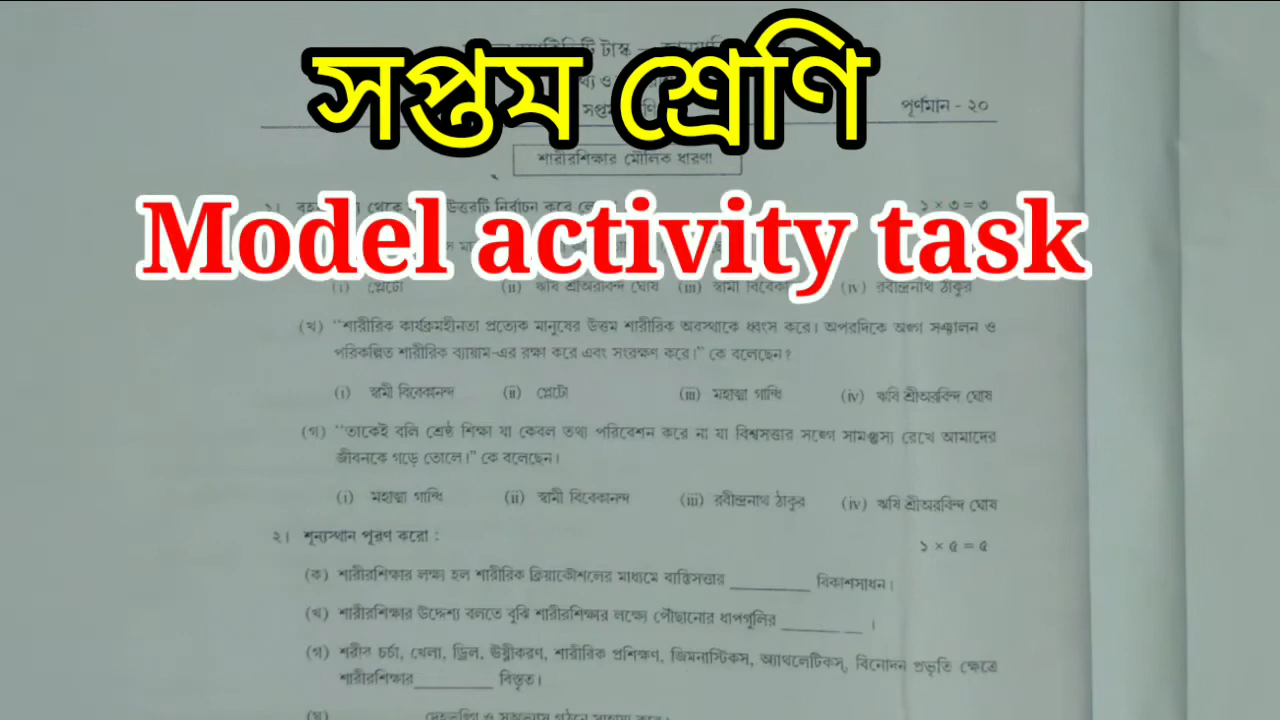 টাস্ক
সপ্তম শ্রেণি
পূর্ণমান - ২০
শারীরশিক্ষার মৌলিক ধারণা
থেকে উত্তরটি নির্বাচন করে ১ × ৩ = ৩
Model activity task
(i) প্লেটো (ii) ঋষি শ্রীঅরবিন্দ ঘোষ (iii) স্বামী (iv) রবীন্দ্রনাথ ঠাকুর
(খ) "শারীরিক কার্যক্রমহীনতা প্রত্যেক মানুষের উত্তম শারীরিক অবস্থাকে ধ্বংস করে। অপরদিকে অঙ্গ সঞ্চালন ও
পরিকল্পিত শারীরিক ব্যায়াম-এর রক্ষা করে এবং সংরক্ষণ করে।" কে বলেছেন?
(i) স্বামী বিবেকানন্দ (ii) প্লেটো (iii) মহাত্মা গান্ধি (iv) ঋষি শ্রীঅরবিন্দ ঘোষ
(গ) "তাকেই বলি শ্রেষ্ঠ শিক্ষা যা কেবল তথ্য পরিবেশন করে না যা বিশ্বসত্তার সঙ্গে সামঞ্জস্য রেখে আমাদের
জীবনকে গড়ে তোলে।" কে বলেছেন।
(i) মহাত্মা গান্ধি (ii) স্বামী বিবেকানন্দ (iii) রবীন্দ্রনাথ ঠাকুর (iv) ঋষি শ্রীঅরবিন্দ ঘোষ
২। শূন্যস্থান পূরণ করো : ১ × ৫ = ৫
(ক) শারীরশিক্ষার লক্ষ্য হল শারীরিক ক্রিয়াকৌশলের মাধ্যমে ব্যক্তিসত্তার ________ বিকাশসাধন।
(খ) শারীরশিক্ষার উদ্দেশ্য বলতে বুঝি শারীরশিক্ষার লক্ষ্যে পৌঁছানোর ধাপগুলির ________ ।
(গ) শরীর চর্চা, খেলা, ড্রিল, উষ্ণীকরণ, শারীরিক প্রশিক্ষণ, জিমনাস্টিকস, অ্যাথলেটিকস্, বিনোদন প্রভৃতি ক্ষেত্রে
শারীরশিক্ষার________ বিস্তৃত।
(ঘ)